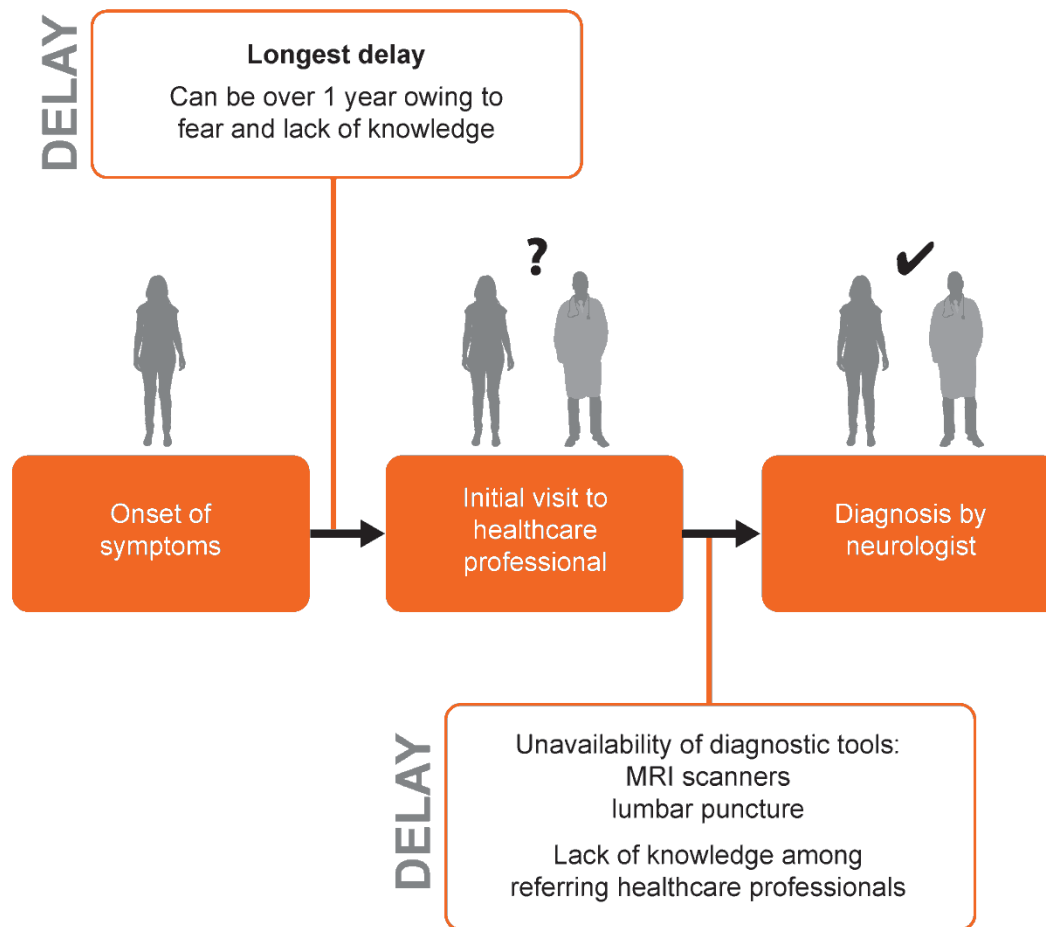 DELAY
Longest delay
Can be over 1 year owing to
fear and lack of knowledge
?
Onset of
symptoms
Initial visit to
healthcare
professional
Diagnosis by
neurologist
DELAY
Unavailability of diagnostic tools:
MRI scanners
lumbar puncture
Lack of knowledge among
referring healthcare professionals